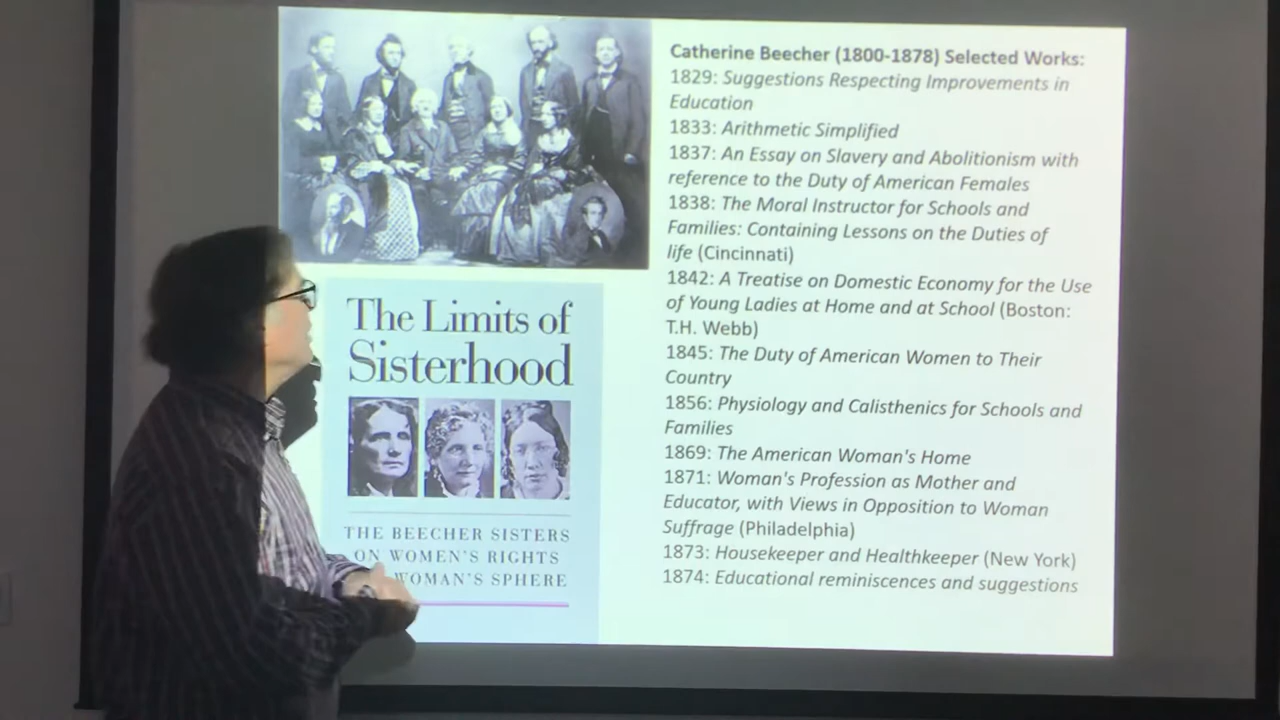 Catherine Beecher (1800-1878) Selected Works:
1829: Suggestions Respecting Improvements in
Education
1833: Arithmetic Simplified
1837: An Essay on Slavery and Abolitionism with
reference to the Duty of American Females
1838: The Moral Instructor for Schools and
Families: Containing Lessons on the Duties of
life (Cincinnati)
1842: A Treatise on Domestic Economy for the Use
of Young Ladies at Home and at School (Boston:
T.H. Webb)
1845: The Duty of American Women to Their
Country
1856: Physiology and Calisthenics for Schools and
Families
1869: The American Woman's Home
1871: Woman's Profession as Mother and
Educator, with Views in Opposition to Woman
Suffrage (Philadelphia)
1873: Housekeeper and Healthkeeper (New York)
1874: Educational reminiscences and suggestions
The Limits of
Sisterhood
THE BEECHER SISTERS
ON WOMEN'S RIGHTS
WOMAN'S SPHERE